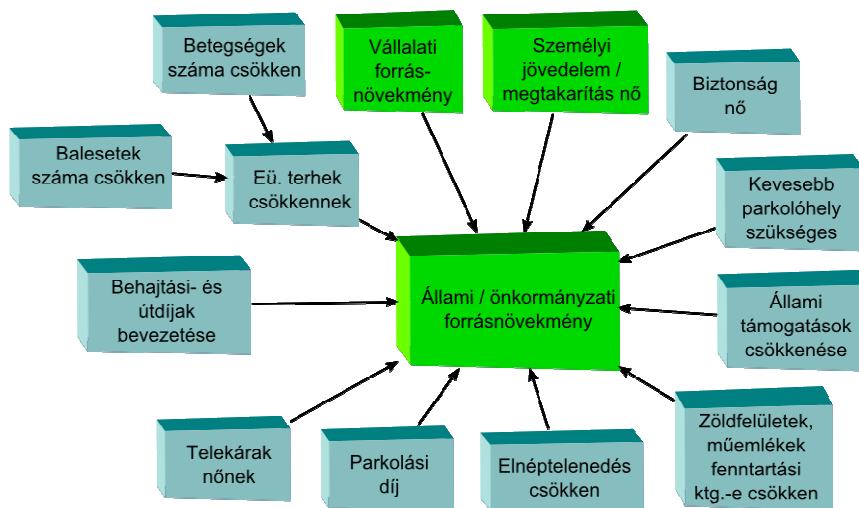 Betegségek
száma csökken
Vállalati
forrás-
növekmény
Személyi
jövedelem /
megtakarítás nő
Biztonság
nő
Balesetek
száma csökken
Eü. terhek
csökkennek
Kevesebb
parkolóhely
szükséges
Behajtási- és
útdíjak
bevezetése
Állami / önkormányzati
forrásnövekmény
Állami
támogatások
csökkenése
Telekárak
nőnek
Parkolási
díj
Elnéptelenedés
csökken
Zöldfelületek,
műemlékek
fenntartási
ktg.-e csökken